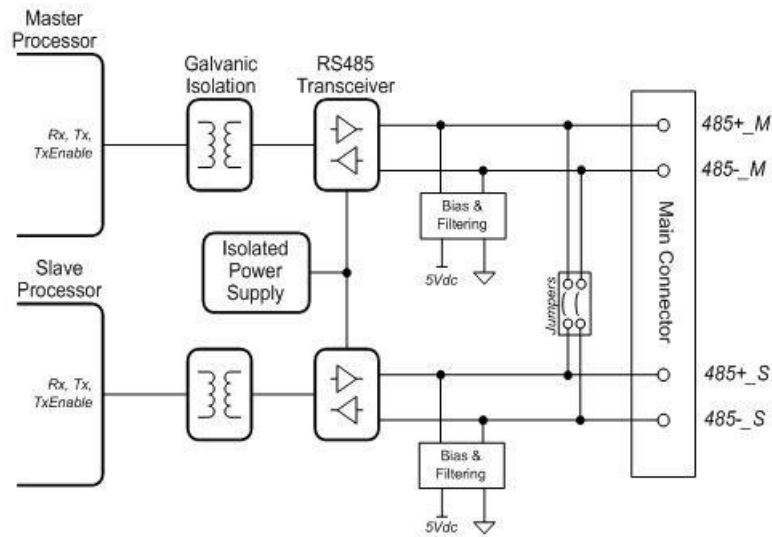 Master
Processor
Galvanic
Isolation
RS485
Transceiver
Rx, Tx,
TxEnable
485+_M
485-_M
Bias &
Filtering
5Vdc
Isolated
Power
Supply
Main Connector
Jumpers
Slave
Processor
Rx, Tx,
TxEnable
485+_S
485-_S
Bias &
Filtering
5Vdc